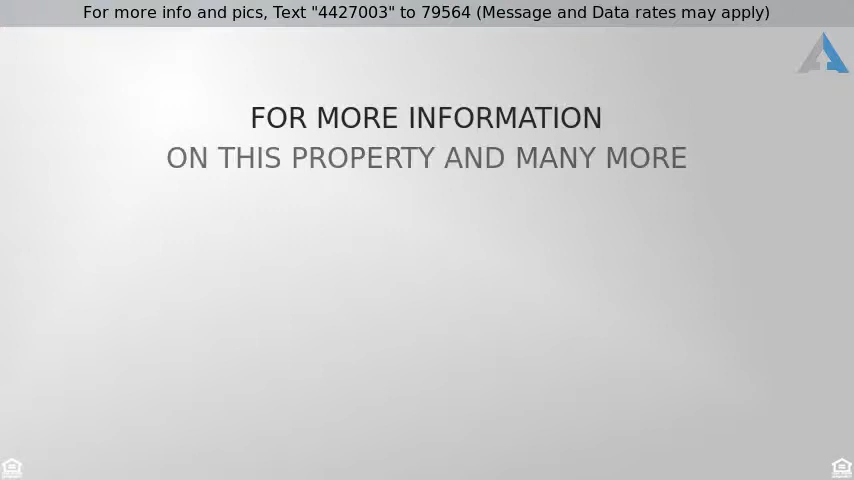 For more info and pics, Text "4427003" to 79564 (Message and Data rates may apply)
FOR MORE INFORMATION
ON THIS PROPERTY AND MANY MORE